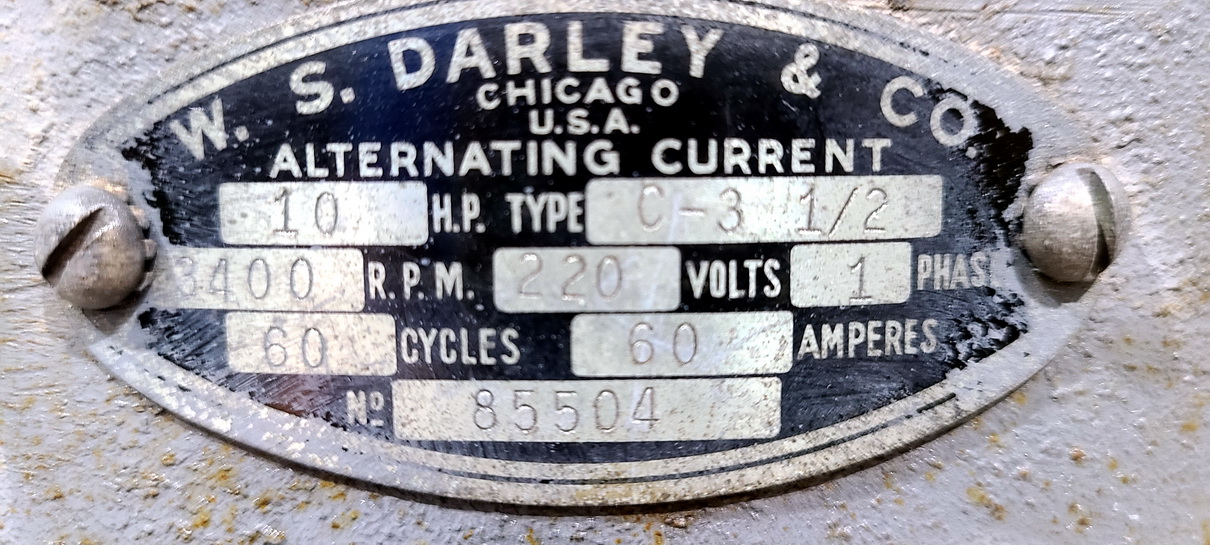 W. S. DARLEY & CO.
CHICAGO
U.S.A.
ALTERNATING CURRENT
10 H.P. TYPE C-3 1/2
3400 R.P.M. 220 VOLTS 1 PHASE
60 CYCLES 60 AMPERES
Nº 85504